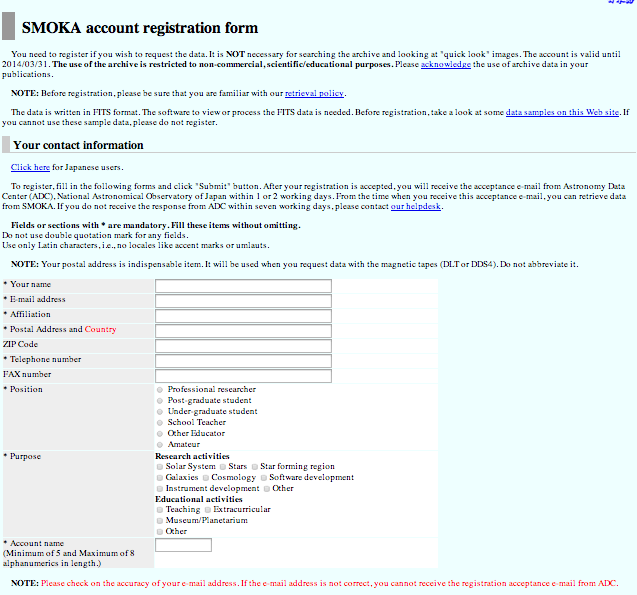 SMOKA account registration form
You need to register if you wish to request the data. It is NOT necessary for searching the archive and looking at "quick look" images. The account is valid until
2014/03/31. The use of the archive is restricted to non-commercial, scientific/educational purposes. Please acknowledge the use of archive data in your
publications.
NOTE: Before registration, please be sure that you are familiar with our retrieval policy.
The data is written in FITS format. The software to view or process the FITS data is needed. Before registration, take a look at some data samples on this Web site. If
you cannot use these sample data, please do not register.
Your contact information
Click here for Japanese users.
To register, fill in the following forms and click "Submit" button. After your registration is accepted, you will receive the acceptance e-mail from Astronomy Data
Center (ADC), National Astronomical Observatory of Japan within 1 or 2 working days. From the time when you receive this acceptance e-mail, you can retrieve data
from SMOKA. If you do not receive the response from ADC within seven working days, please contact our helpdesk.
Fields or sections with * are mandatory. Fill these items without omitting.
Do not use double quotation mark for any fields.
Use only Latin characters, i.e., no locales like accent marks or umlauts.
NOTE: Your postal address is indispensable item. It will be used when you request data with the magnetic tapes (DLT or DDS4). Do not abbreviate it.
* Your name
* E-mail address
* Affiliation
* Postal Address and Country
ZIP Code
* Telephone number
FAX number
* Position
Professional researcher
Post-graduate student
Under-graduate student
School Teacher
Other Educator
Amateur
* Purpose
Research activities
Solar System Stars Star forming region
Galaxies Cosmology Software development
Instrument development Other
Educational activities
Teaching Extracurricular
Museum/Planetarium
Other
* Account name
(Minimum of 5 and Maximum of 8
alphanumerics in length.)
NOTE: Please check on the accuracy of your e-mail address. If the e-mail address is not correct, you cannot receive the registration acceptance e-mail from ADC.